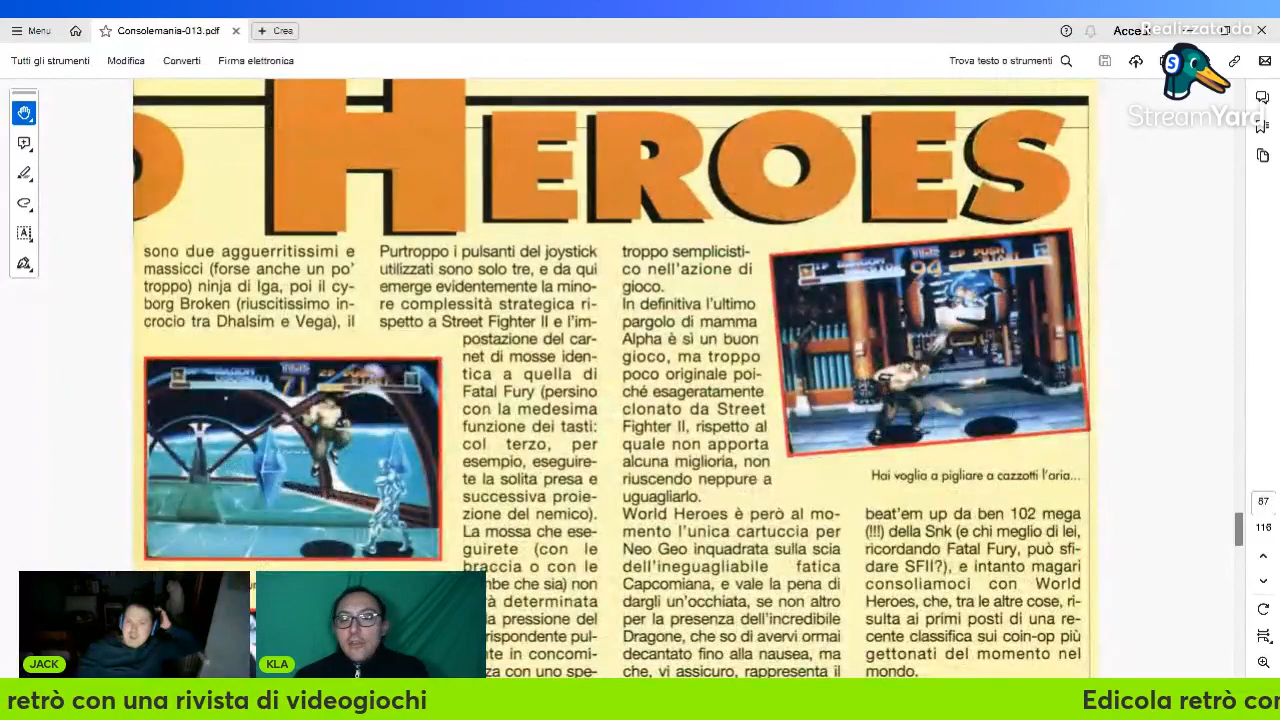 Menu
Consolemania-013.pdf
Crea
Acce
Realizzato da
Tutti gli strumenti
Modifica
Converti
Firma elettronica
Trova testo o strumenti
StreamYard
HEROES
sono due agguerritissimi e
massicci (forse anche un po'
troppo) ninja di Iga, poi il cy-
borg Broken (riuscitissimo in-
crocio tra Dhalsim e Vega), il
Purtroppo i pulsanti del joystick
utilizzati sono solo tre, e da qui
emerge evidentemente la mino-
re complessità strategica ri-
spetto a Street Fighter II e l'im-
postazione del car-
net di mosse iden-
tica a quella di
Fatal Fury (persino
con la medesima
funzione dei tasti:
col terzo, per
esempio, eseguire-
te la solita presa e
successiva proie-
zione del nemico).
La mossa che ese-
guirete (con le
braccia o con le
mbe che sia) non
rà determinata
la pressione del
rispondente pul-
nte in concomi-
za con uno spe-
troppo semplicisti-
co nell'azione di
gioco.
In definitiva l'ultimo
pargolo di mamma
Alpha è sì un buon
gioco, ma troppo
poco originale poi-
ché esageratamente
clonato da Street
Fighter II, rispetto al
quale non apporta
alcuna miglioria, non
riuscendo neppure a
uguagliarlo.
World Heroes è però al mo-
mento l'unica cartuccia per
Neo Geo inquadrata sulla scia
dell'ineguagliabile fatica
Capcomiana, e vale la pena di
dargli un'occhiata, se non altro
per la presenza dell'incredibile
Dragone, che so di avervi ormai
decantato fino alla nausea, ma
che, vi assicuro, rappresenta il
TIME
94
2P PUSH
START
Hai voglia a pigliare a cazzotti l'aria...
beat'em up da ben 102 mega
(!!!) della Snk (e chi meglio di lei,
ricordando Fatal Fury, può sfi-
dare SFII?), e intanto magari
consoliamoci con World
Heroes, che, tra le altre cose, ri-
sulta ai primi posti di una re-
cente classifica sui coin-op più
gettonati del momento nel
mondo.
TIME
71
87
116
JACK
KLA
retrò con una rivista di videogiochi
Edicola retrò con